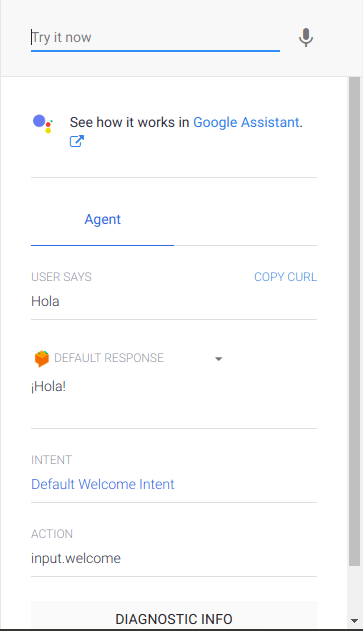 Try it now
See how it works in Google Assistant.
Agent
USER SAYS COPY CURL
Hola
DEFAULT RESPONSE
¡Hola!
INTENT
Default Welcome Intent
ACTION
input.welcome
DIAGNOSTIC INFO